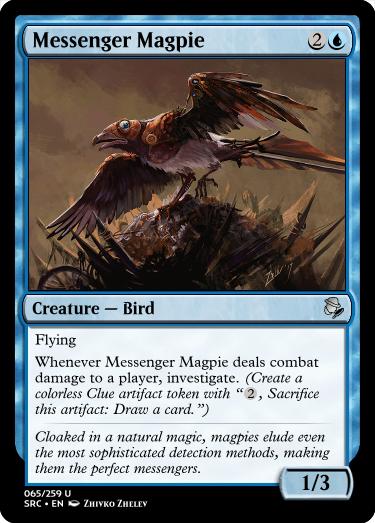 Messenger Magpie 2
Creature — Bird
Flying
Whenever Messenger Magpie deals combat
damage to a player, investigate. (Create a
colorless Clue artifact token with “2, Sacrifice
this artifact: Draw a card.”)
Cloaked in a natural magic, magpies elude even
the most sophisticated detection methods, making
them the perfect messengers.
1/3
065/259 U
SRC • EN Zhivko Zhelev